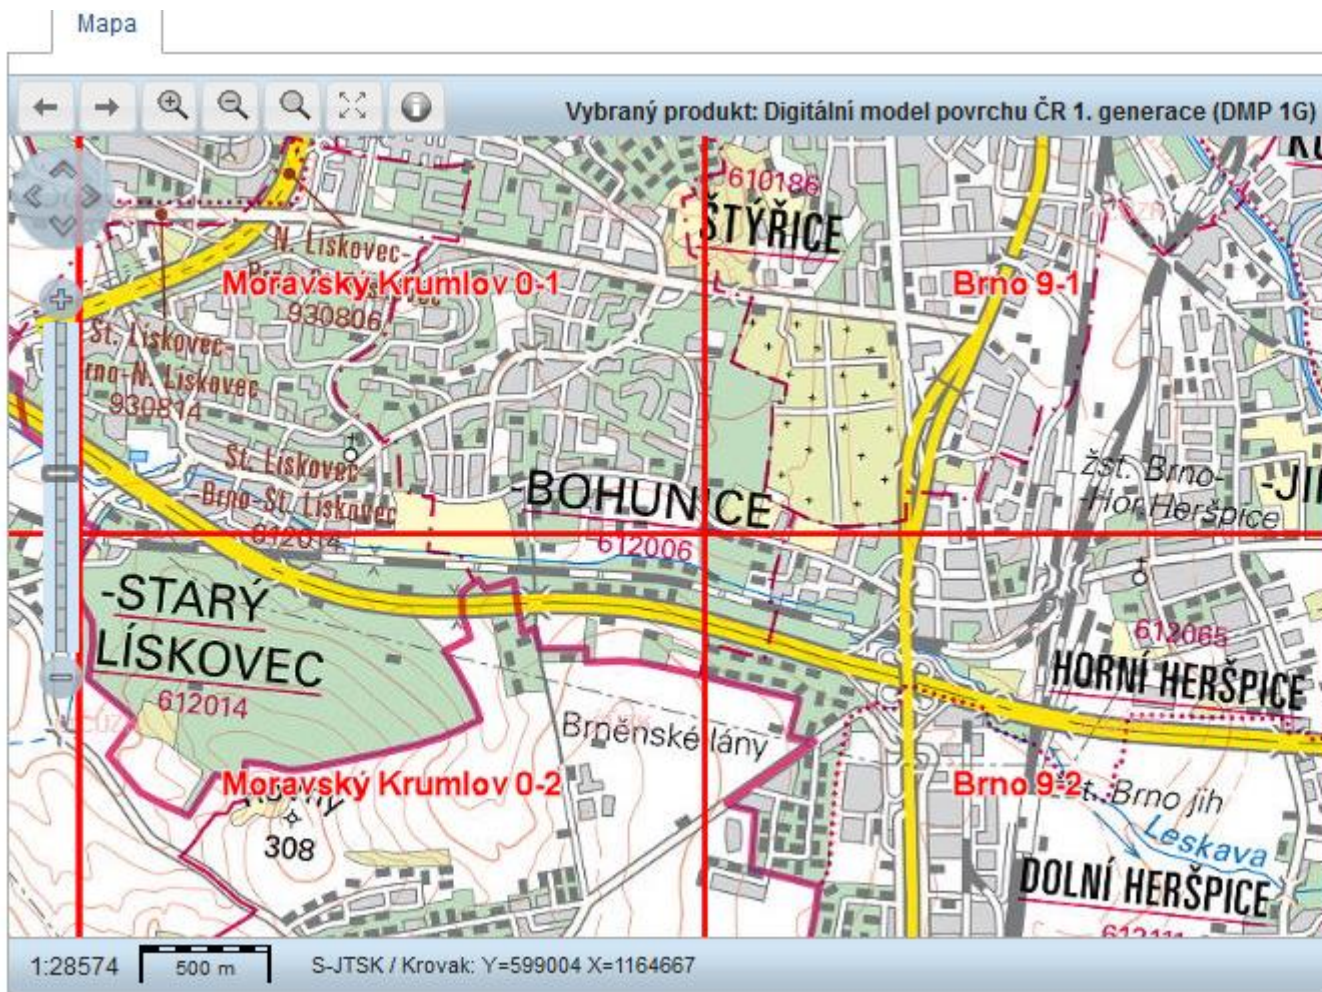 Mapa
Vybraný produkt: Digitální model povrchu ČR 1. generace (DMP 1G)
610186
ŠTÝŘICE
N. Lískovec-
Moravský Krumlov 0-1
Brno 9-1
930806
St. Lískovec-
-N. Lískovec
930814
St. Lískovec-
-Brno-St. Lískovec
612014
-BOHUNICE
612006
žst. Brno-
-Hor. Heršpice
-JI
-STARÝ
LÍSKOVEC
612014
612065
HORNÍ HERŠPICE
Brněnské lány
Moravský Krumlov 0-2
Brno 9-2
308
Brno jih
Leskava
DOLNÍ HERŠPICE
1:28574
500 m
S-JTSK / Krovak: Y=599004 X=1164667